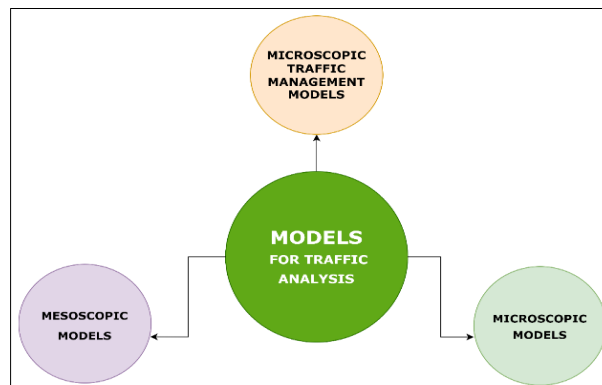 MICROSCOPIC
TRAFFIC
MANAGEMENT
MODELS
MODELS
FOR TRAFFIC
ANALYSIS
MESOSCOPIC
MODELS
MICROSCOPIC
MODELS